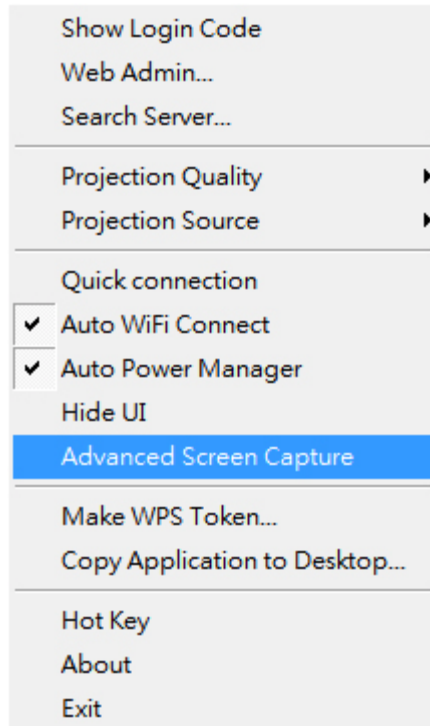 Show Login Code
Web Admin...
Search Server...
Projection Quality
Projection Source
Quick connection
Auto WiFi Connect
Auto Power Manager
Hide UI
Advanced Screen Capture
Make WPS Token...
Copy Application to Desktop...
Hot Key
About
Exit